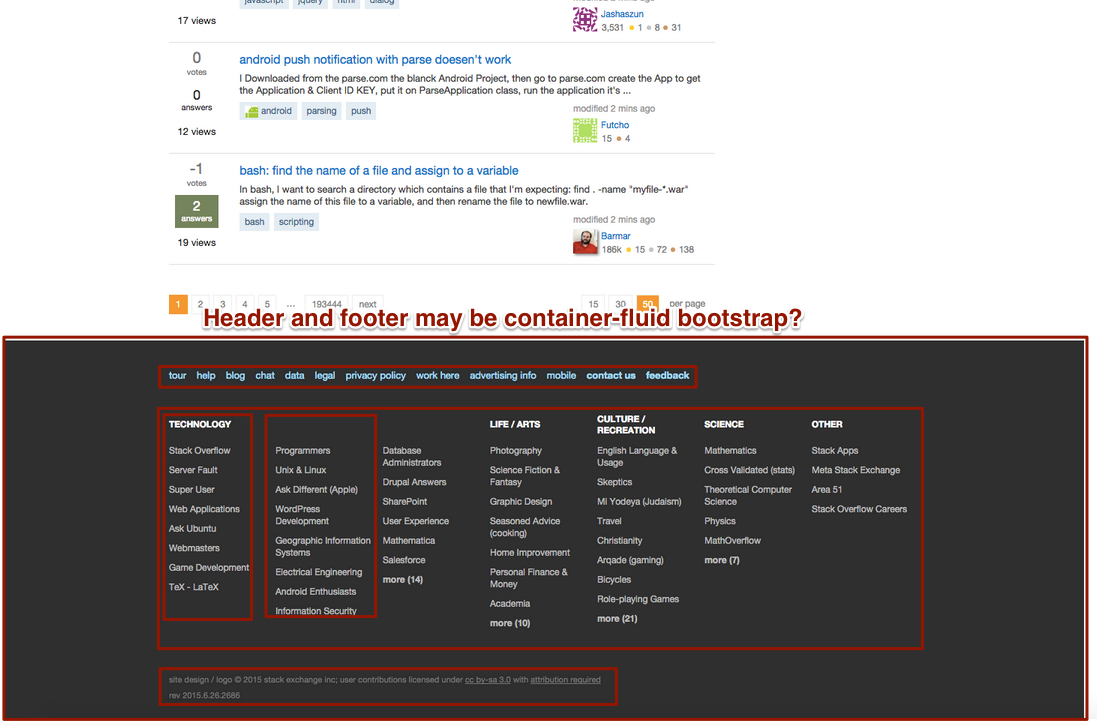 javascript jquery html dialog
modified 2 mins ago
17 views
Jashaszun
3,531 1 8 31
0
votes
0
answers
12 views
android push notification with parse doesen't work
I Downloaded from the parse.com the blanck Android Project, then go to parse.com create the App to get
the Application & Client ID KEY, put it on ParseApplication class, run the application it's ...
android parsing push
modified 2 mins ago
Futcho
15 4
-1
votes
2
answers
19 views
bash: find the name of a file and assign to a variable
In bash, I want to search a directory which contains a file that I'm expecting: find . -name "myfile-*.war"
assign the name of this file to a variable, and then rename the file to newfile.war.
bash scripting
modified 2 mins ago
Barmar
186k 15 72 138
1 2 3 4 5 ... 193444 next
15 30 50 per page
Header and footer may be container-fluid bootstrap?
tour help blog chat data legal privacy policy work here advertising info mobile contact us feedback
TECHNOLOGY
Stack Overflow
Server Fault
Super User
Web Applications
Ask Ubuntu
Webmasters
Game Development
TeX - LaTeX
Programmers
Unix & Linux
Ask Different (Apple)
WordPress
Development
Geographic Information
Systems
Electrical Engineering
Android Enthusiasts
Information Security
Database
Administrators
Drupal Answers
SharePoint
User Experience
Mathematica
Salesforce
more (14)
LIFE / ARTS
Photography
Science Fiction &
Fantasy
Graphic Design
Seasoned Advice
(cooking)
Home Improvement
Personal Finance &
Money
Academia
more (10)
CULTURE /
RECREATION
English Language &
Usage
Skeptics
Mi Yodeya (Judaism)
Travel
Christianity
Arqade (gaming)
Bicycles
Role-playing Games
more (21)
SCIENCE
Mathematics
Cross Validated (stats)
Theoretical Computer
Science
Physics
MathOverflow
more (7)
OTHER
Stack Apps
Meta Stack Exchange
Area 51
Stack Overflow Careers
site design / logo © 2015 stack exchange inc; user contributions licensed under cc by-sa 3.0 with attribution required
rev 2015.6.26.2686